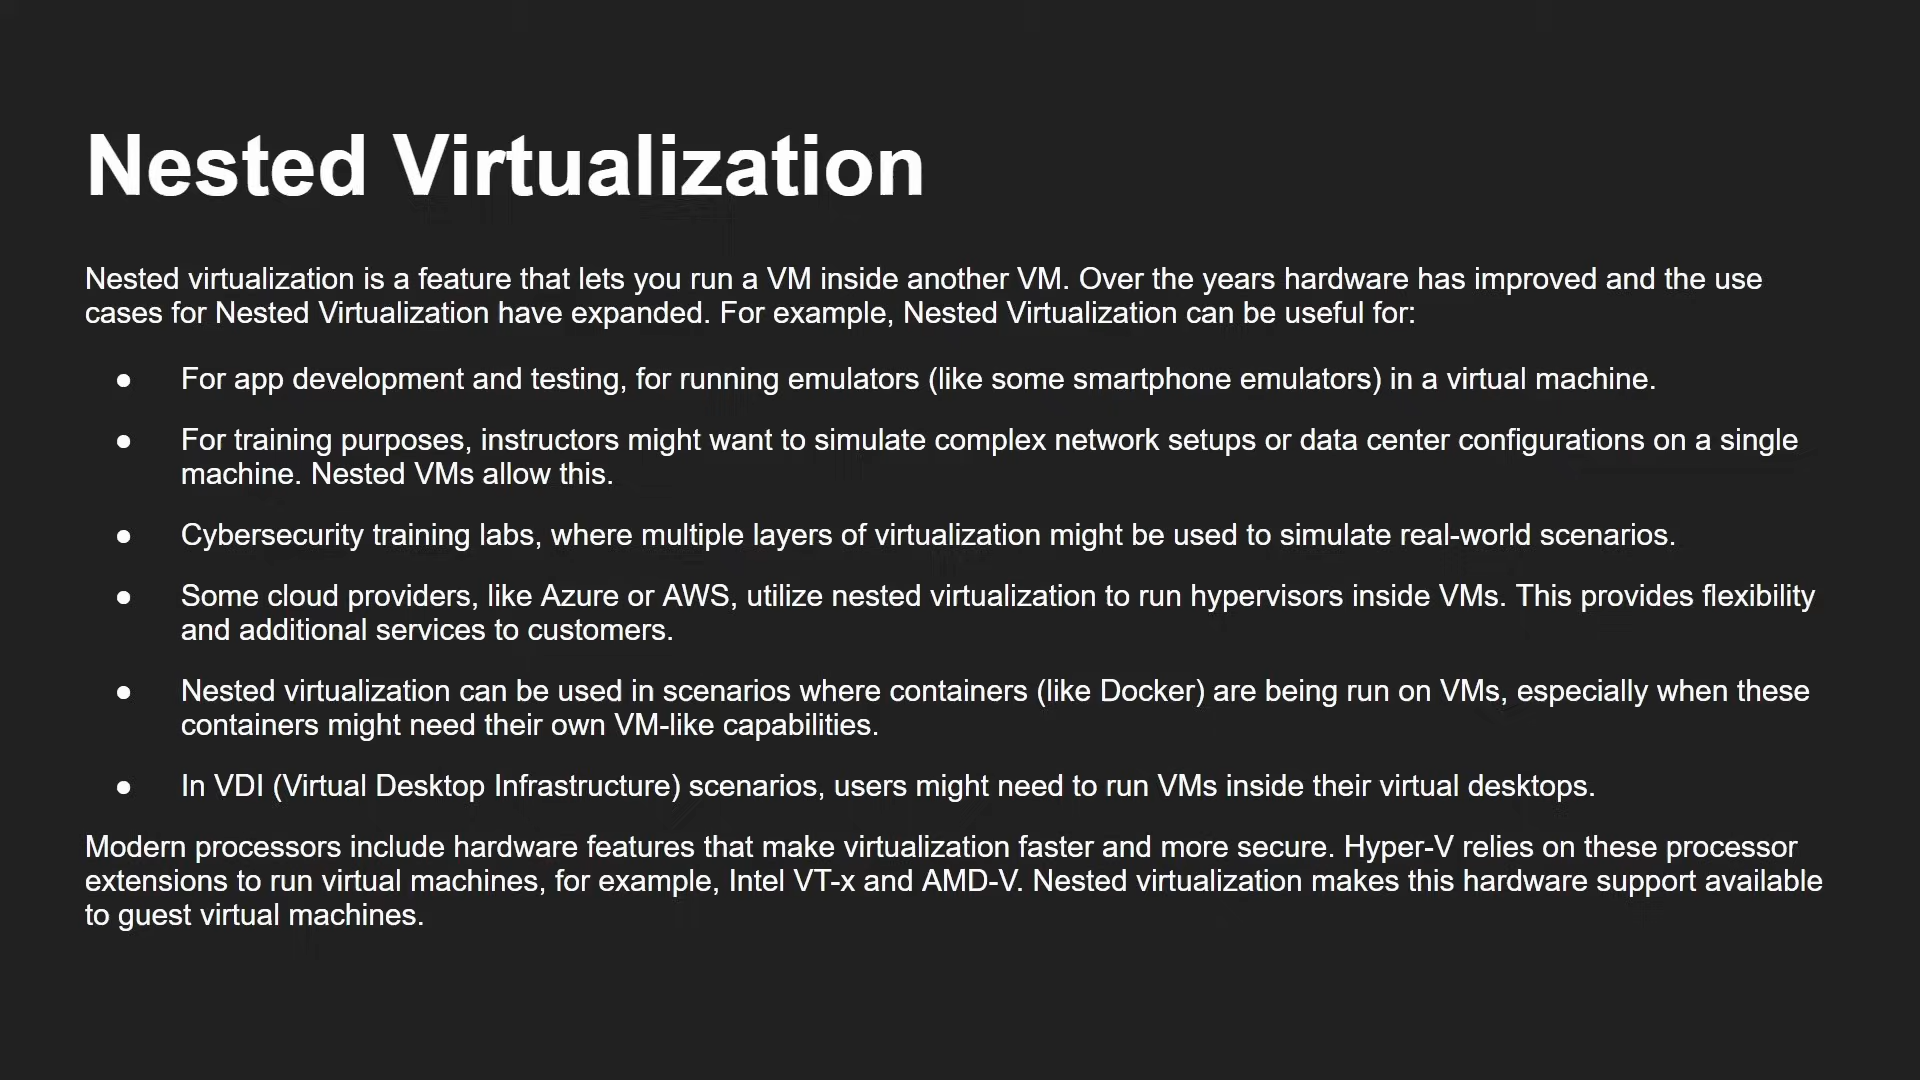 Nested Virtualization
Nested virtualization is a feature that lets you run a VM inside another VM. Over the years hardware has improved and the use
cases for Nested Virtualization have expanded. For example, Nested Virtualization can be useful for:
● For app development and testing, for running emulators (like some smartphone emulators) in a virtual machine.
● For training purposes, instructors might want to simulate complex network setups or data center configurations on a single
machine. Nested VMs allow this.
● Cybersecurity training labs, where multiple layers of virtualization might be used to simulate real-world scenarios.
● Some cloud providers, like Azure or AWS, utilize nested virtualization to run hypervisors inside VMs. This provides flexibility
and additional services to customers.
● Nested virtualization can be used in scenarios where containers (like Docker) are being run on VMs, especially when these
containers might need their own VM-like capabilities.
● In VDI (Virtual Desktop Infrastructure) scenarios, users might need to run VMs inside their virtual desktops.
Modern processors include hardware features that make virtualization faster and more secure. Hyper-V relies on these processor
extensions to run virtual machines, for example, Intel VT-x and AMD-V. Nested virtualization makes this hardware support available
to guest virtual machines.